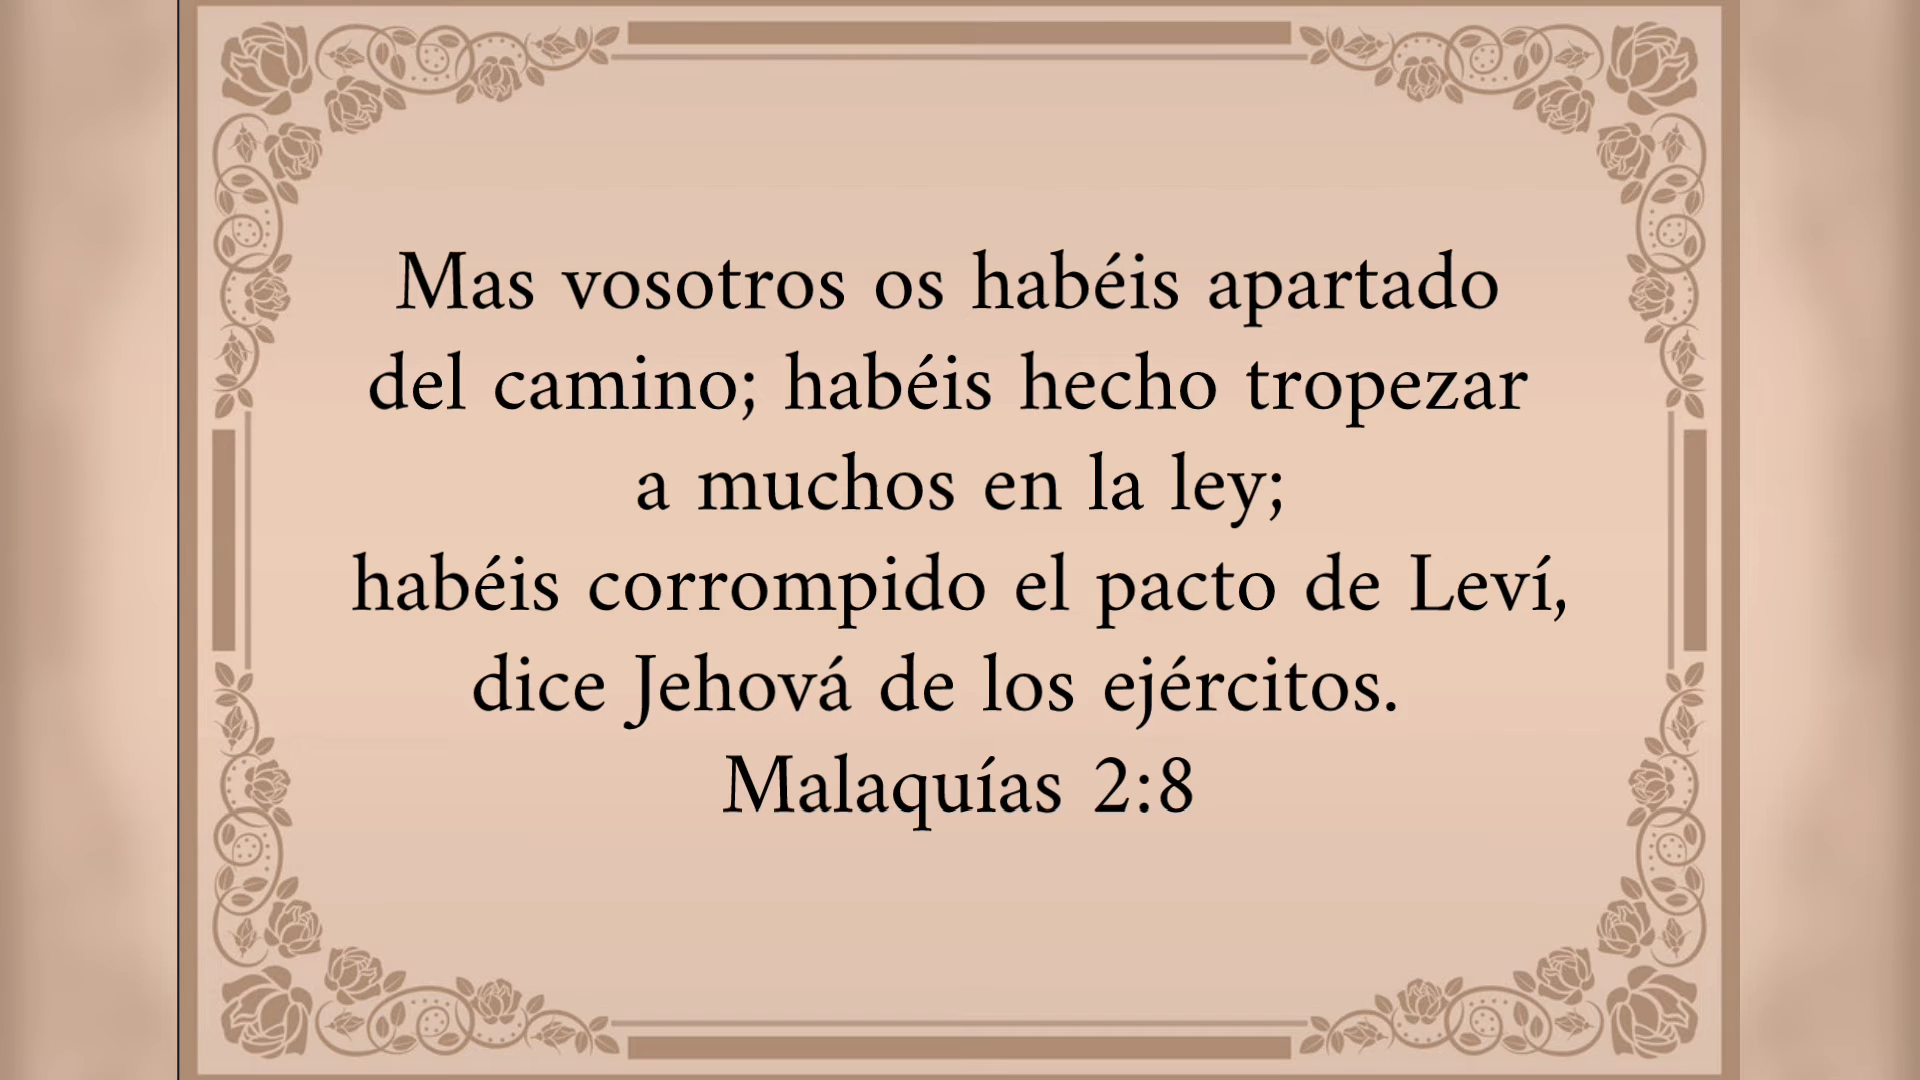 Mas vosotros os habéis apartado
del camino; habéis hecho tropezar
a muchos en la ley;
habéis corrompido el pacto de Leví,
dice Jehová de los ejércitos.
Malaquías 2:8